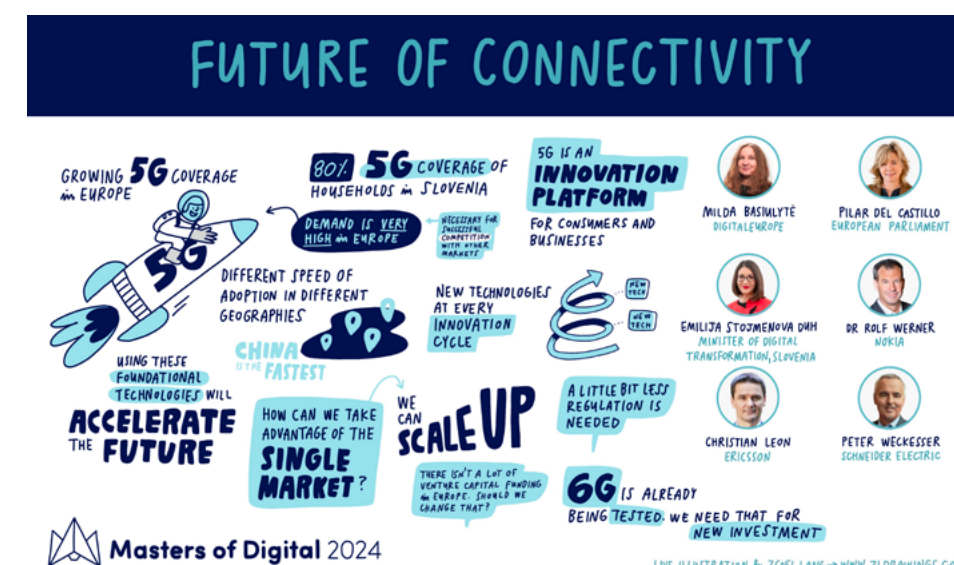 FUTURE OF CONNECTIVITY
GROWING 5G COVERAGE
in EUROPE
5G
80% 5G COVERAGE OF
HOUSEHOLDS in SLOVENIA
DEMAND IS VERY
HIGH in EUROPE
NECESSARY FOR
SUCCESSFUL
COMPETITION
WITH OTHER
MARKETS
5G IS AN
INNOVATION
PLATFORM
FOR CONSUMERS AND
BUSINESSES
DIFFERENT SPEED OF
ADOPTION IN DIFFERENT
GEOGRAPHIES
CHINA
IS THE FASTEST
NEW TECHNOLOGIES
AT EVERY
INNOVATION
CYCLE
NEW
TECH
NEW
TECH
USING THESE
FOUNDATIONAL
TECHNOLOGIES WILL
ACCELERATE
THE FUTURE
HOW CAN WE TAKE
ADVANTAGE OF THE
SINGLE
MARKET?
WE
CAN
SCALE UP
THERE ISN'T A LOT OF
VENTURE CAPITAL FUNDING
in EUROPE. SHOULD WE
CHANGE THAT?
A LITTLE BIT LESS
REGULATION IS
NEEDED
6G IS ALREADY
BEING TESTED. WE NEED THAT FOR
NEW INVESTMENT
MILDA BASIULYTĖ
DIGITALEUROPE
PILAR DEL CASTILLO
EUROPEAN PARLIAMENT
EMILIJA STOJMENOVA DUH
MINISTER OF DIGITAL
TRANSFORMATION, SLOVENIA
DR ROLF WERNER
NOKIA
CHRISTIAN LEON
ERICSSON
PETER WECKESSER
SCHNEIDER ELECTRIC
Masters of Digital 2024